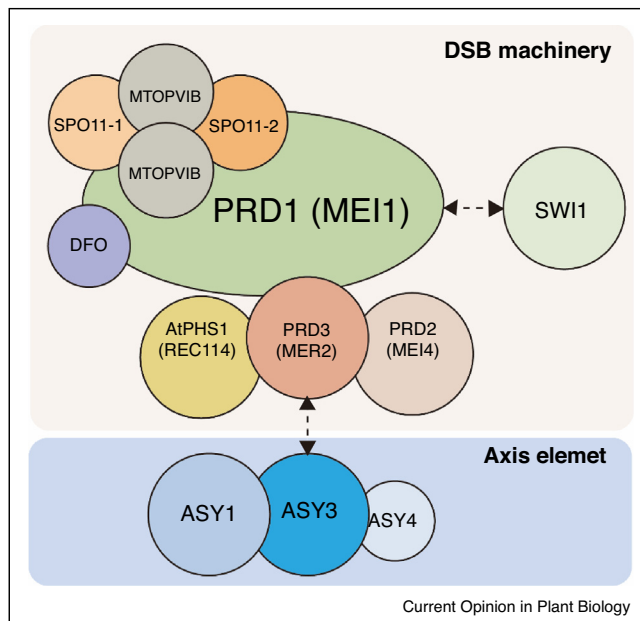 DSB machinery
MTOPVIB
SPO11-1
SPO11-2
MTOPVIB
PRD1 (MEI1)
SWI1
DFO
AtPHS1
(REC114)
PRD3
(MER2)
PRD2
(MEI4)
Axis elemet
ASY1
ASY3
ASY4
Current Opinion in Plant Biology